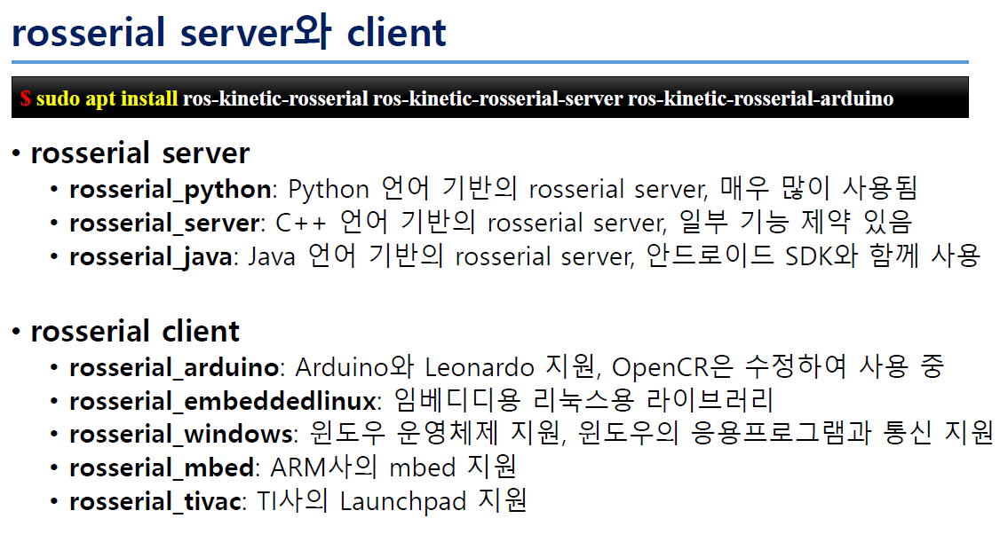 rosserial server와 client
$ sudo apt install ros-kinetic-rosserial ros-kinetic-rosserial-server ros-kinetic-rosserial-arduino
• rosserial server
• rosserial_python: Python 언어 기반의 rosserial server, 매우 많이 사용됨
• rosserial_server: C++ 언어 기반의 rosserial server, 일부 기능 제약 있음
• rosserial_java: Java 언어 기반의 rosserial server, 안드로이드 SDK와 함께 사용
• rosserial client
• rosserial_arduino: Arduino와 Leonardo 지원, OpenCR은 수정하여 사용 중
• rosserial_embeddedlinux: 임베디디용 리눅스용 라이브러리
• rosserial_windows: 윈도우 운영체제 지원, 윈도우의 응용프로그램과 통신 지원
• rosserial_mbed: ARM사의 mbed 지원
• rosserial_tivac: TI사의 Launchpad 지원